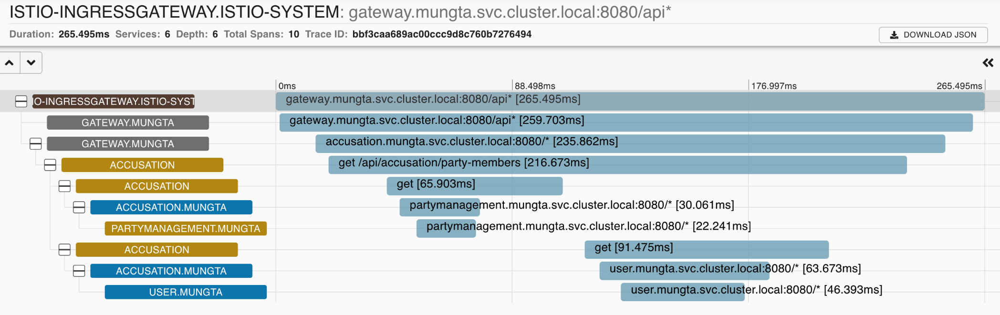 ISTIO-INGRESSGATEWAY.ISTIO-SYSTEM: gateway.mungta.svc.cluster.local:8080/api*
Duration: 265.495ms Services: 6 Depth: 6 Total Spans: 10 Trace ID: bbf3caa689ac00ccc9d8c760b7276494
DOWNLOAD JSON
0ms 88.498ms 176.997ms 265.495ms
IO-INGRESSGATEWAY.ISTIO-SYST gateway.mungta.svc.cluster.local:8080/api* [265.495ms]
GATEWAY.MUNGTA gateway.mungta.svc.cluster.local:8080/api* [259.703ms]
GATEWAY.MUNGTA accusation.mungta.svc.cluster.local:8080/* [235.862ms]
ACCUSATION get /api/accusation/party-members [216.673ms]
ACCUSATION get [65.903ms]
ACCUSATION.MUNGTA partymanagement.mungta.svc.cluster.local:8080/* [30.061ms]
PARTYMANAGEMENT.MUNGTA partymanagement.mungta.svc.cluster.local:8080/* [22.241ms]
ACCUSATION get [91.475ms]
ACCUSATION.MUNGTA user.mungta.svc.cluster.local:8080/* [63.673ms]
USER.MUNGTA user.mungta.svc.cluster.local:8080/* [46.393ms]